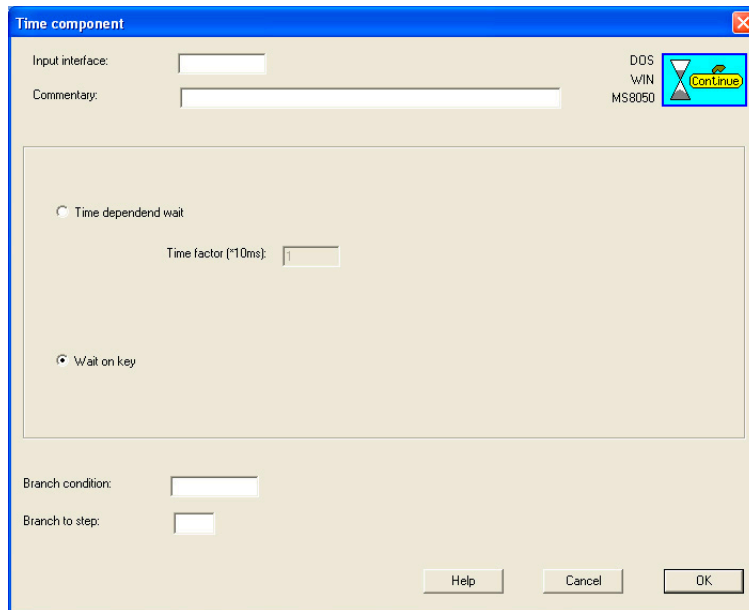 Time component
Input interface:
DOS
WIN
Continue
Commentary:
MS8050
Time dependend wait
Time factor (*10ms):
1
Wait on key
Branch condition:
Branch to step:
Help
Cancel
OK